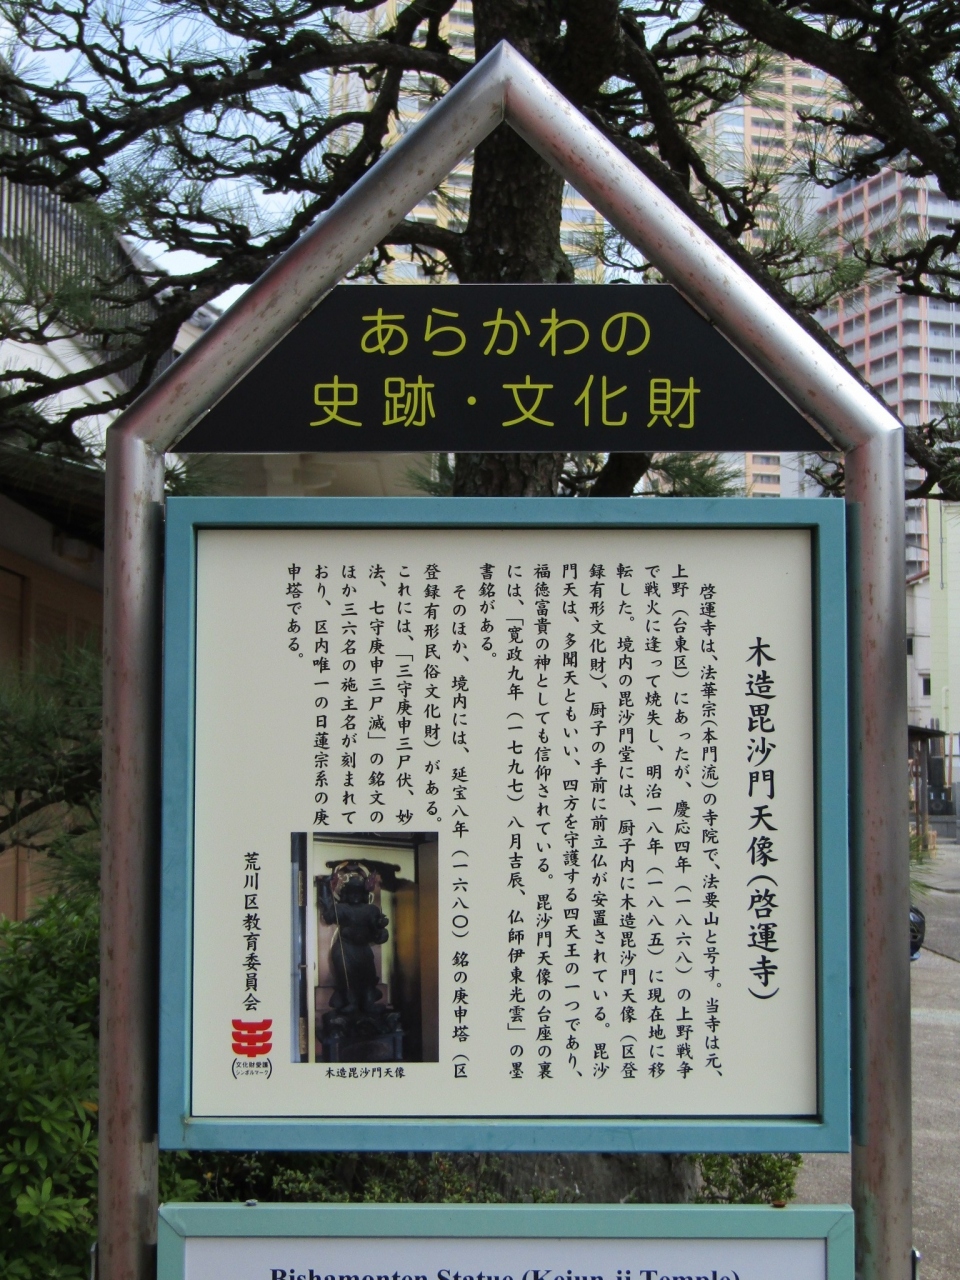 あらかわの
史跡・文化財
木造毘沙門天像(啓運寺)
啓運寺は、法華宗(本門流)の寺院で、法要山と号す。当寺は元、
上野(台東区)にあったが、慶応四年(一八六八)の上野戦争
で戦火に逢って焼失し、明治一八年(一八八五)に現在地に移
転した。境内の毘沙門堂には、厨子内に木造毘沙門天像(区登
録有形文化財)、厨子の手前に前立仏が安置されている。毘沙
門天は、多聞天ともいい、四方を守護する四天王の一つであり、
福徳富貴の神としても信仰されている。毘沙門天像の台座の裏
には、「寛政九年(一七九七)八月吉辰、仏師伊東光雲」の墨
書銘がある。
そのほか、境内には、延宝八年(一六八〇)銘の庚申塔(区
登録有形民俗文化財)がある。
これには、「三守庚申三尸伏、妙
法、七守庚申三尸滅」の銘文の
ほか三六名の施主名が刻まれて
おり、区内唯一の日蓮宗系の庚
申塔である。
木造毘沙門天像
荒川区教育委員会
(文化財愛護
シンボルマーク)
Bishamonten Statue (Keiun-ji Temple)